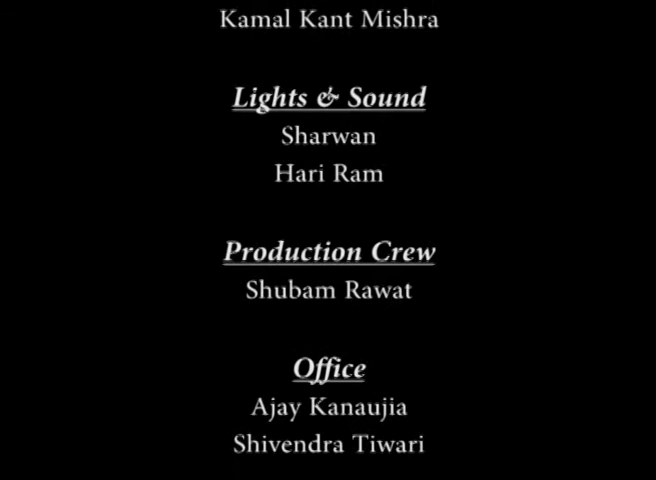 Kamal Kant Mishra
Lights & Sound
Sharwan
Hari Ram
Production Crew
Shubam Rawat
Office
Ajay Kanaujia
Shivendra Tiwari